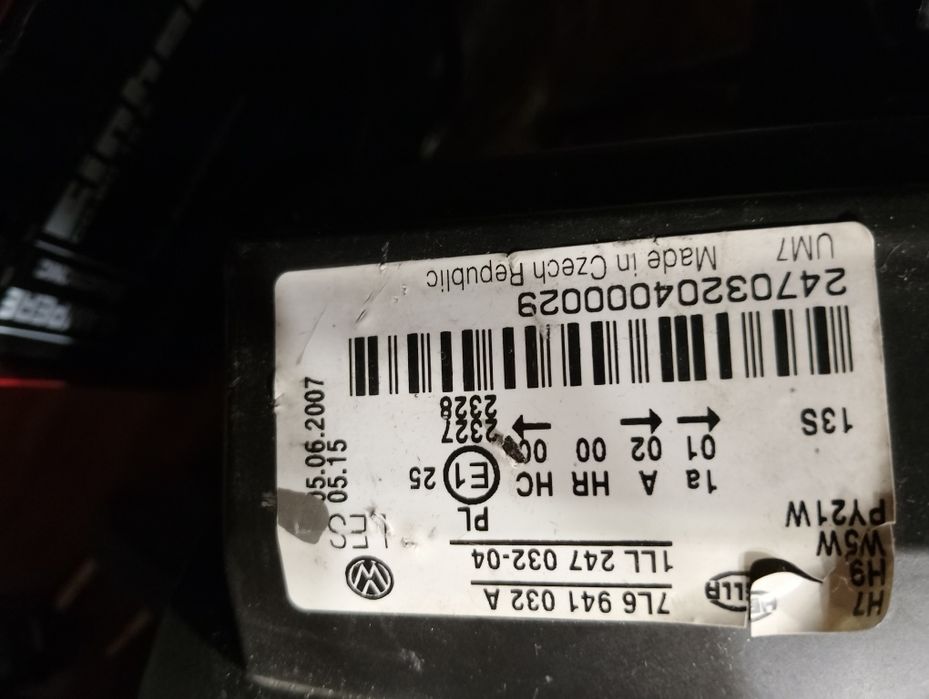 7L6 941 032 A
1LL 247 032-04
H7
H9
W5W
PY21W
LES
05.15
05.06.2007
PL
E1 25
1a A HR HC
01 02 00
2327
2328
13S
24703204000029
UM7 Made in Czech Republic